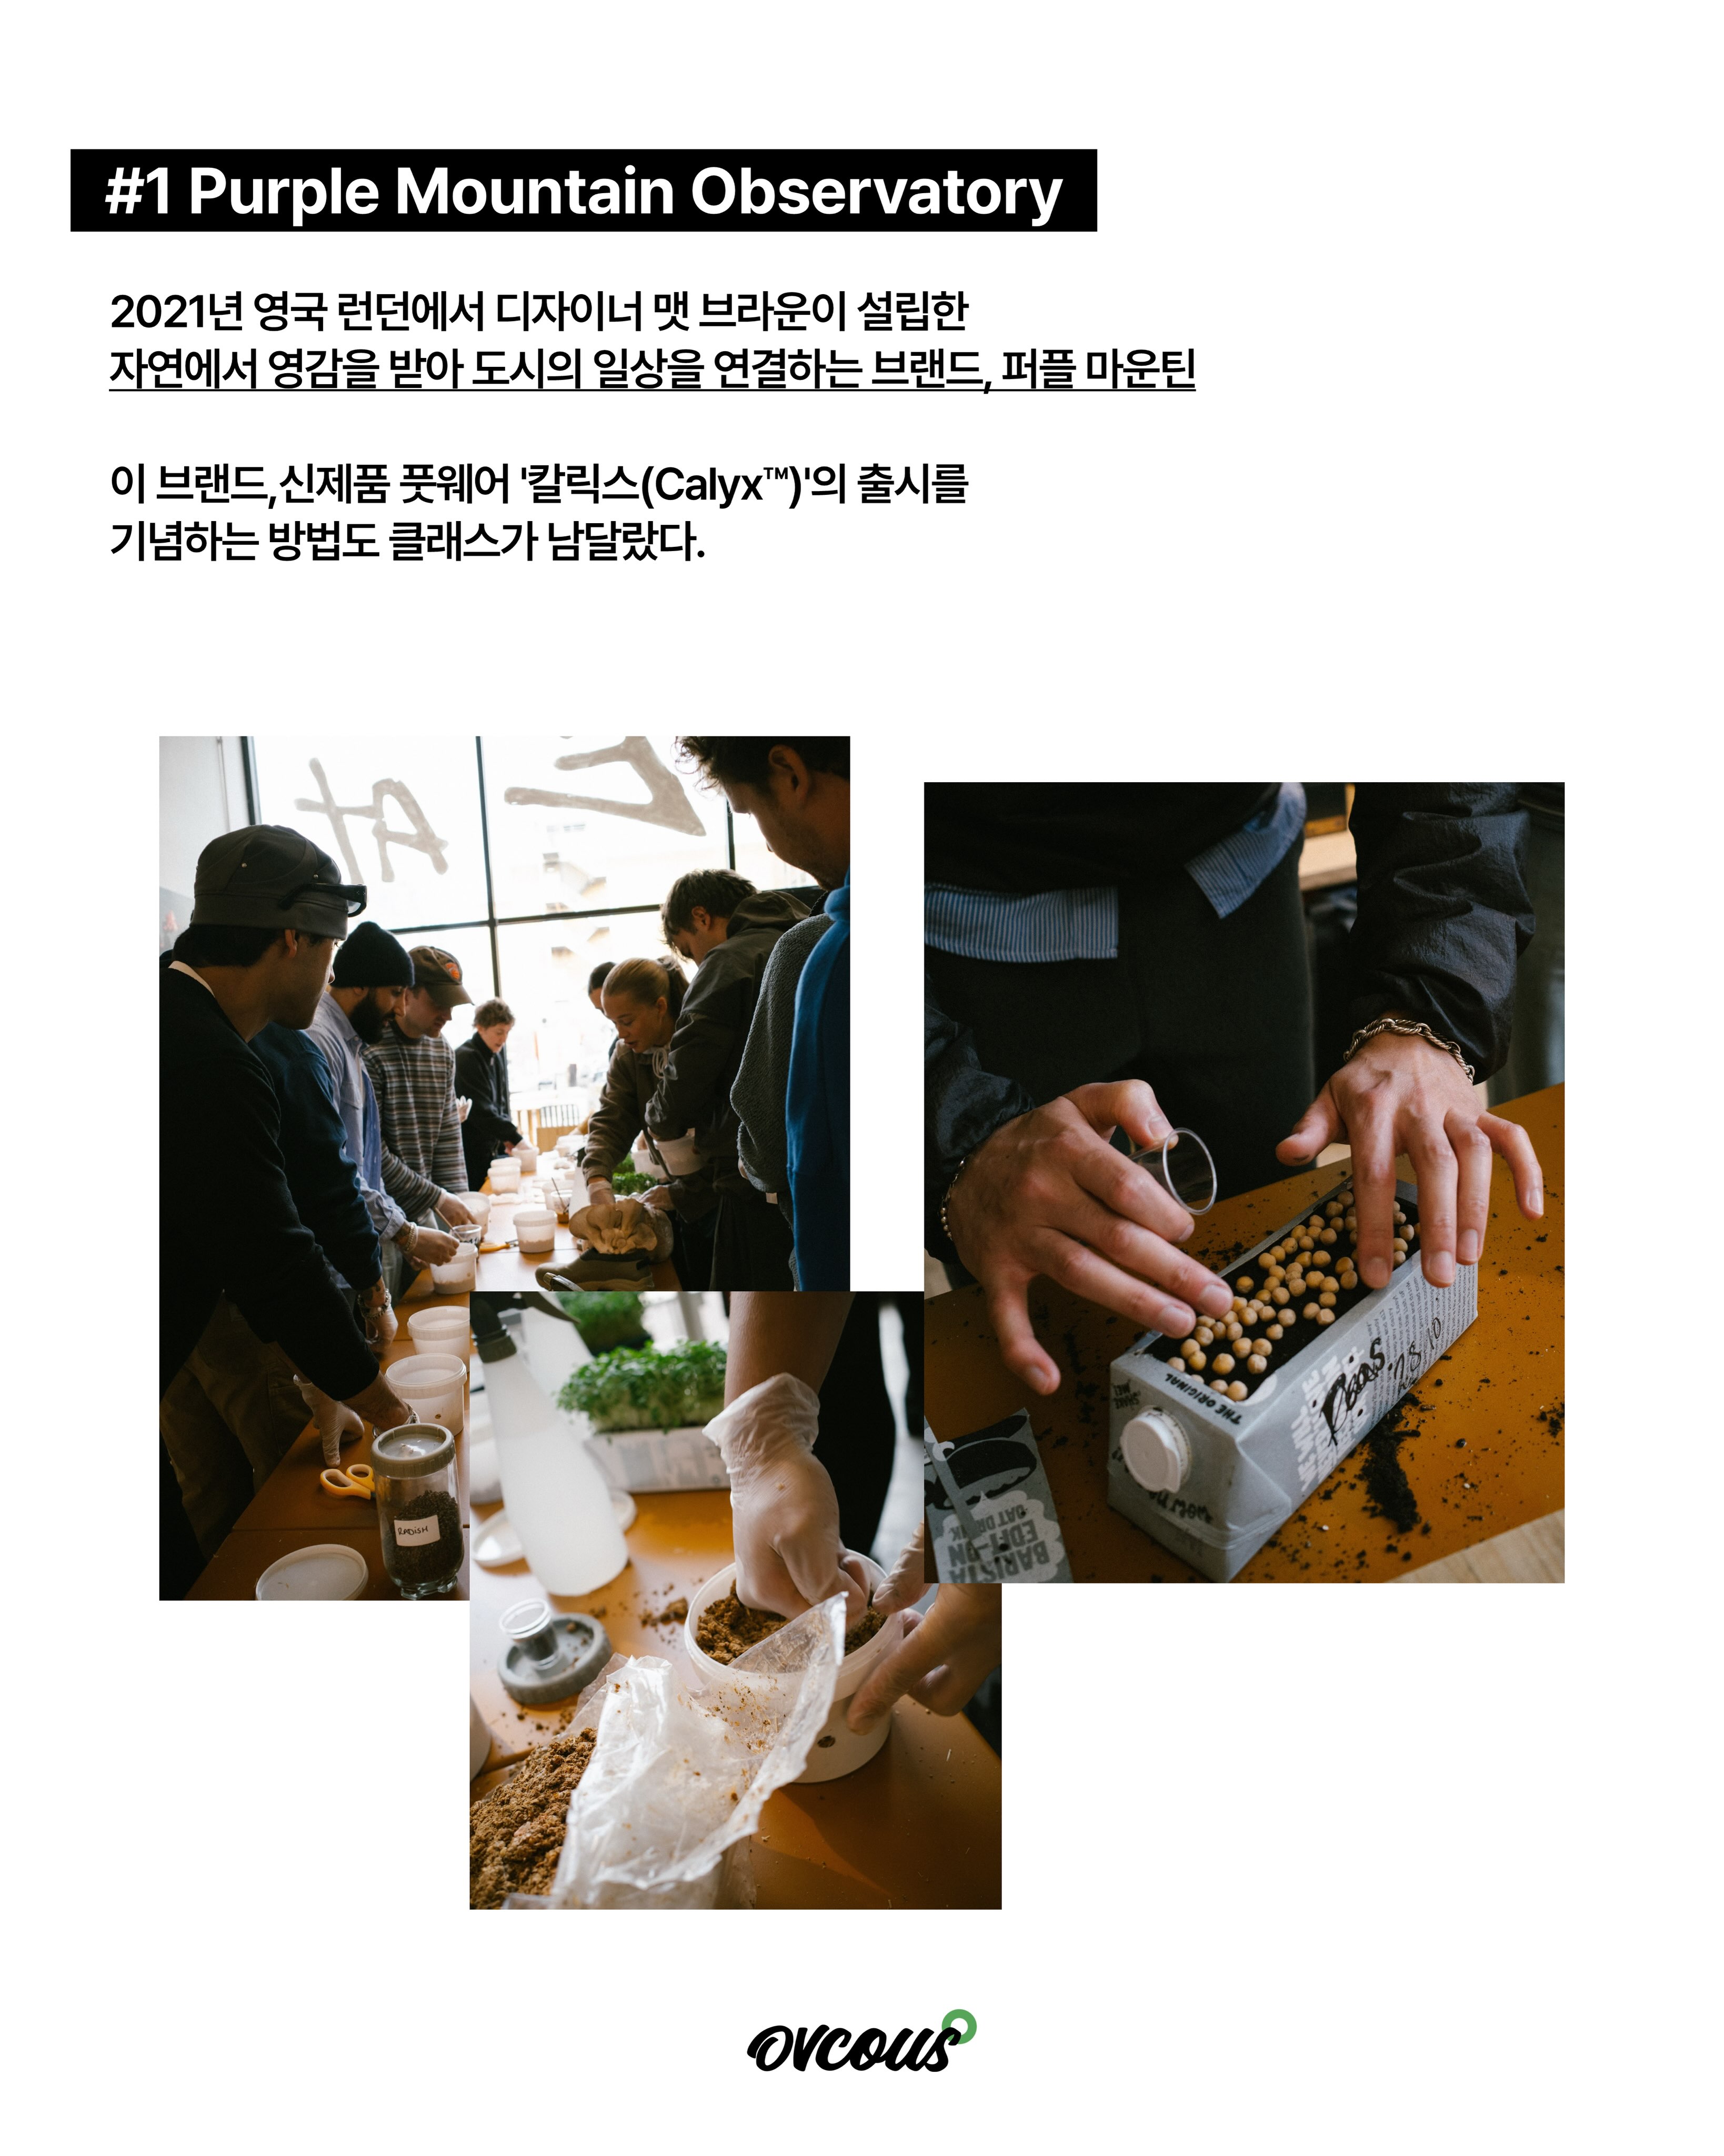 #1 Purple Mountain Observatory
2021년 영국 런던에서 디자이너 맷 브라운이 설립한
자연에서 영감을 받아 도시의 일상을 연결하는 브랜드, 퍼플 마운틴
이 브랜드,신제품 풋웨어 '칼릭스(Calyx™)'의 출시를
기념하는 방법도 클래스가 남달랐다.
RADISH
THE ORIGINAL
BARISTA
EDITION
OAT DRINK
ovcous